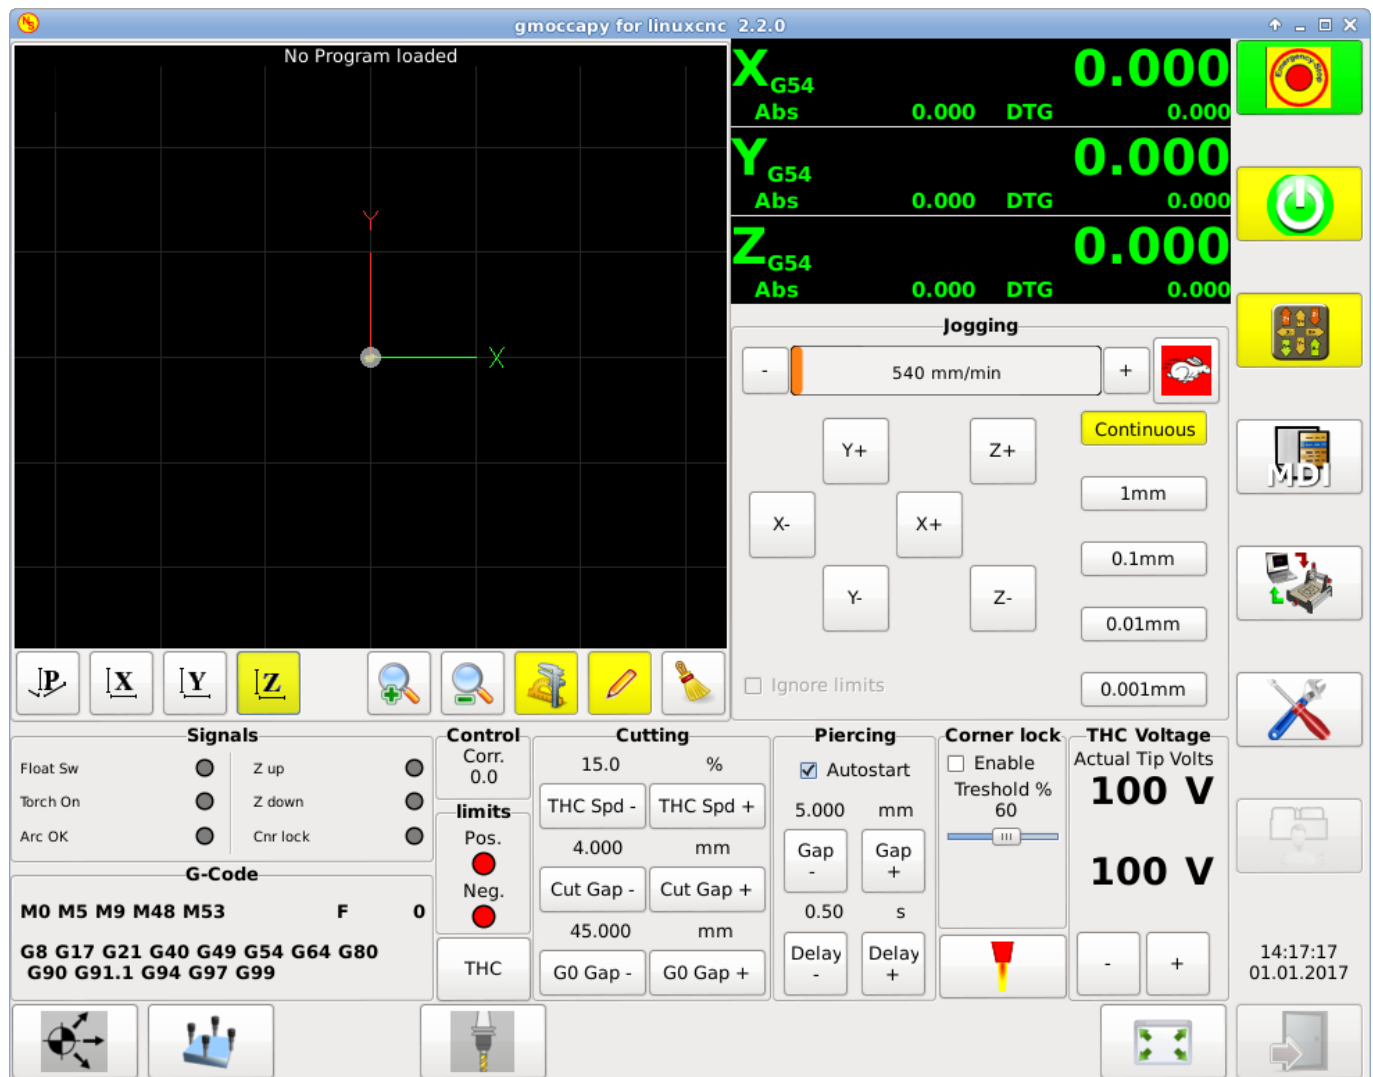 NS
gmoccapy for linuxcnc 2.2.0
No Program loaded
Y
X
X G54 0.000
Abs 0.000 DTG 0.000
Y G54 0.000
Abs 0.000 DTG 0.000
Z G54 0.000
Abs 0.000 DTG 0.000
Emergency-Stop
Jogging
- 540 mm/min +
Continuous
Y+ Z+
1mm
X- X+
0.1mm
Y- Z-
0.01mm
Ignore limits
0.001mm
MDI
P X Y Z
Signals
Float Sw Z up
Torch On Z down
Arc OK Cnr lock
G-Code
M0 M5 M9 M48 M53 F 0
G8 G17 G21 G40 G49 G54 G64 G80
G90 G91.1 G94 G97 G99
Control
Corr.
0.0
limits
Pos.
Neg.
THC
Cutting
15.0 %
THC Spd - THC Spd +
4.000 mm
Cut Gap - Cut Gap +
45.000 mm
G0 Gap - G0 Gap +
Piercing
Autostart
5.000 mm
Gap - Gap +
0.50 s
Delay - Delay +
Corner lock
Enable
Treshold %
60
THC Voltage
Actual Tip Volts
100 V
100 V
- +
14:17:17
01.01.2017